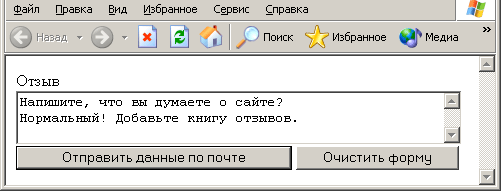 Файл Правка Вид Избранное Сервис Справка
Назад Поиск Избранное Медиа »
Отзыв
Напишите, что вы думаете о сайте?
Нормальный! Добавьте книгу отзывов.
Отправить данные по почте Очистить форму